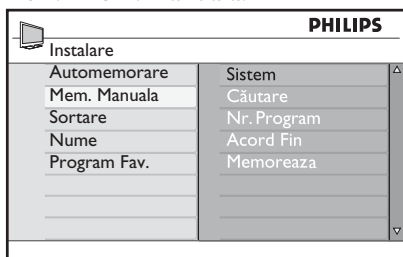 PHILIPS
Instalare
Automemorare
Mem. Manuala
Sortare
Nume
Program Fav.
Sistem
Căutare
Nr. Program
Acord Fin
Memoreaza